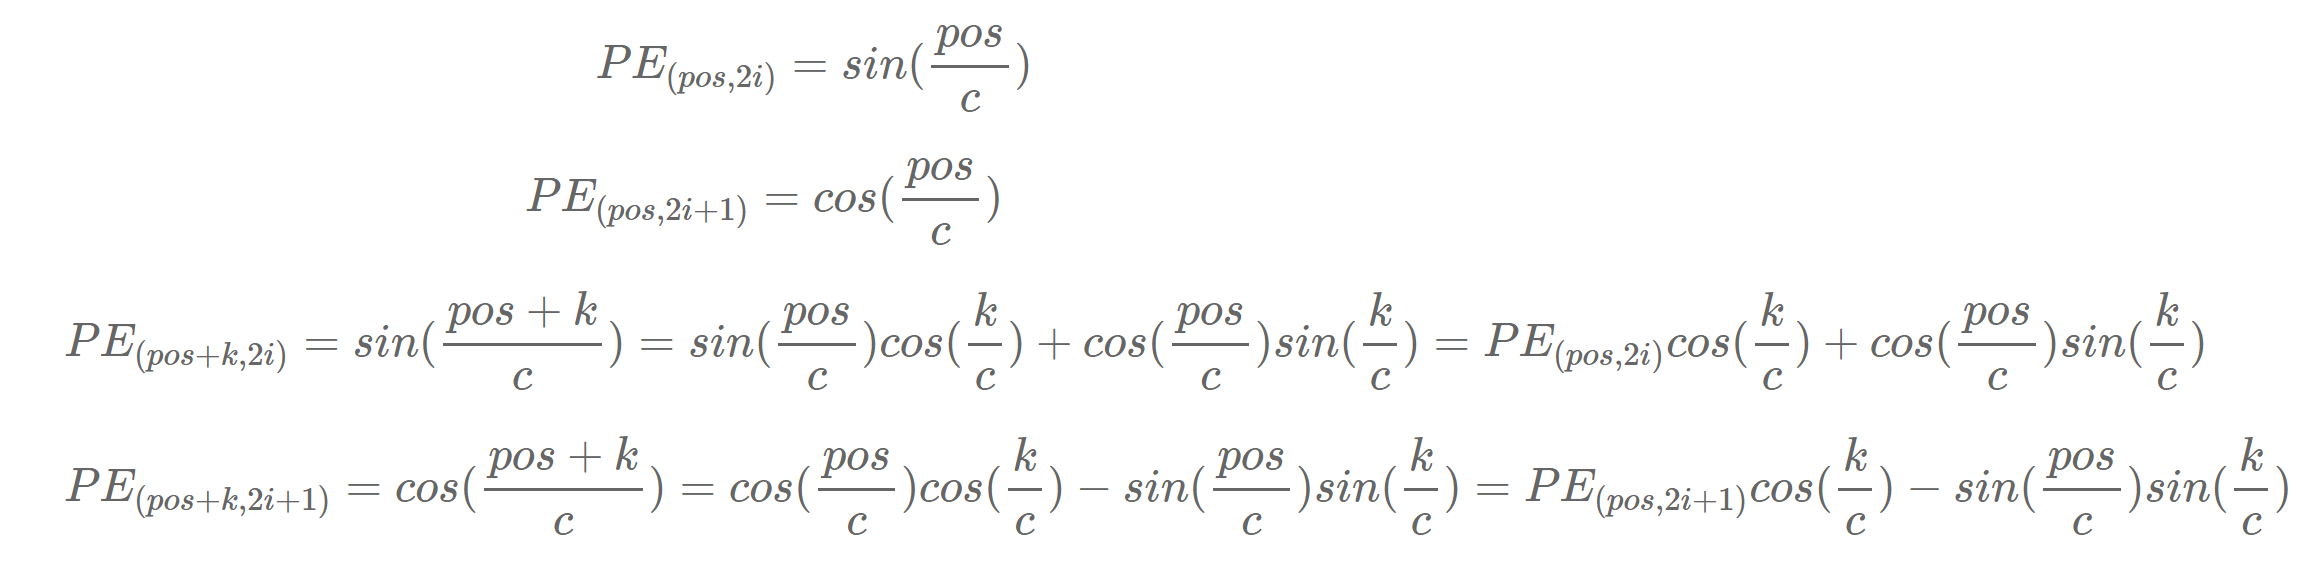 PE_{(pos,2i)} = sin(\frac{pos}{c})
PE_{(pos,2i+1)} = cos(\frac{pos}{c})
PE_{(pos+k,2i)} = sin(\frac{pos+k}{c}) = sin(\frac{pos}{c})cos(\frac{k}{c}) + cos(\frac{pos}{c})sin(\frac{k}{c}) = PE_{(pos,2i)}cos(\frac{k}{c}) + cos(\frac{pos}{c})sin(\frac{k}{c})
PE_{(pos+k,2i+1)} = cos(\frac{pos+k}{c}) = cos(\frac{pos}{c})cos(\frac{k}{c}) - sin(\frac{pos}{c})sin(\frac{k}{c}) = PE_{(pos,2i+1)}cos(\frac{k}{c}) - sin(\frac{pos}{c})sin(\frac{k}{c})